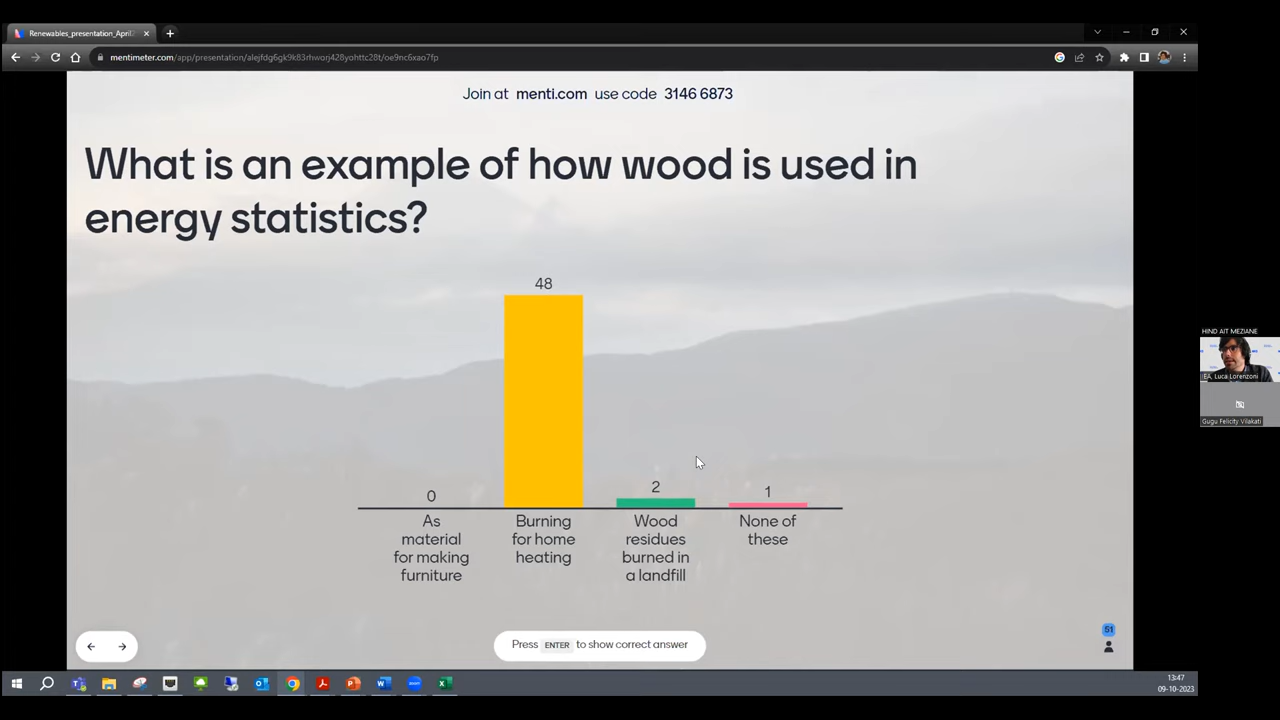 Renewables_presentation_April
mentimeter.com/app/presentation/alejfdg6gk9k83rhwarj428yahttc28t/oe9nc6xao7fp
Join at menti.com use code 3146 6873
What is an example of how wood is used in
energy statistics?
48
0
2
1
As
material
for making
furniture
Burning
for home
heating
Wood
residues
burned in
a landfill
None of
these
Press ENTER to show correct answer
51
HIND AIT MEZIANE
IEA, Luca Lorenzoni
Gugu Felicity Vilakati
13:47
09-10-2023